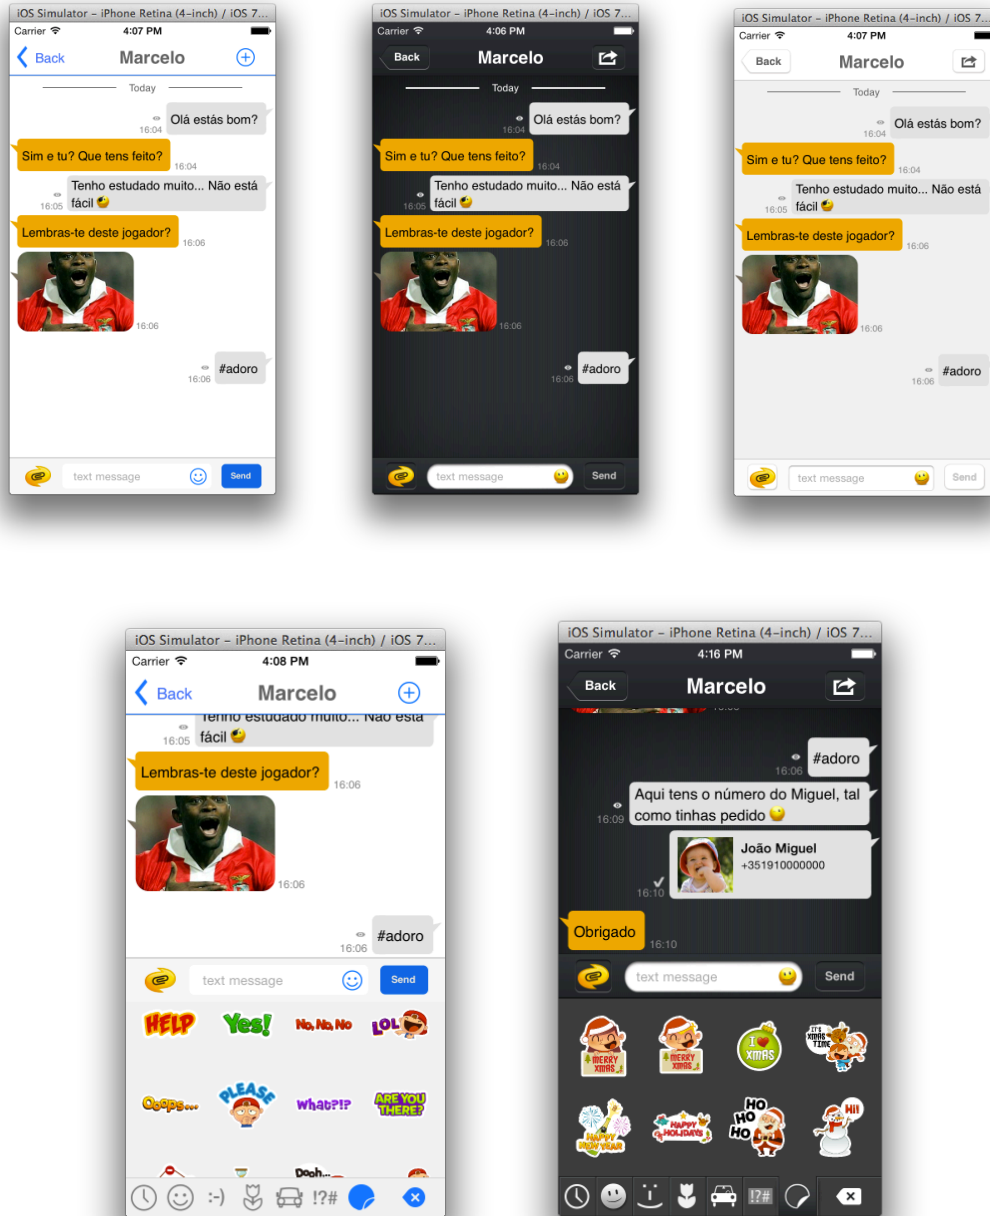 iOS Simulator – iPhone Retina (4-inch) / iOS 7...
Carrier 4:07 PM
Back Marcelo
Today
Olá estás bom?
16:04
Sim e tu? Que tens feito?
16:04
Tenho estudado muito... Não está
fácil
16:05
Lembras-te deste jogador?
16:06
16:06
#adoro
16:06
text message Send
iOS Simulator – iPhone Retina (4-inch) / iOS 7...
Carrier 4:06 PM
Back Marcelo
Today
Olá estás bom?
16:04
Sim e tu? Que tens feito?
16:04
Tenho estudado muito... Não está
fácil
16:05
Lembras-te deste jogador?
16:06
16:06
#adoro
16:06
text message Send
iOS Simulator – iPhone Retina (4-inch) / iOS 7...
Carrier 4:07 PM
Back Marcelo
Today
Olá estás bom?
16:04
Sim e tu? Que tens feito?
16:04
Tenho estudado muito... Não está
fácil
16:05
Lembras-te deste jogador?
16:06
16:06
#adoro
16:06
text message Send
iOS Simulator – iPhone Retina (4-inch) / iOS 7...
Carrier 4:08 PM
Back Marcelo
Tenho estudado muito... Não está
fácil
16:05
Lembras-te deste jogador?
16:06
16:06
#adoro
16:06
text message Send
HELP Yes! No, No, No LOL
Ooops... PLEASE What?!? ARE YOU
THERE?
Dooh...
:-) !?#
iOS Simulator – iPhone Retina (4-inch) / iOS 7...
Carrier 4:16 PM
Back Marcelo
16:06
#adoro
16:06
Aqui tens o número do Miguel, tal
como tinhas pedido
16:09
João Miguel
+351910000000
16:10
Obrigado
16:10
text message Send
MERRY
XMAS
MERRY
XMAS
I
XMAS
IT'S
XMAS
TIME
HAPPY
NEW YEAR
HAPPY
HOLIDAYS
HO
HO
HO
Hi!
!?#